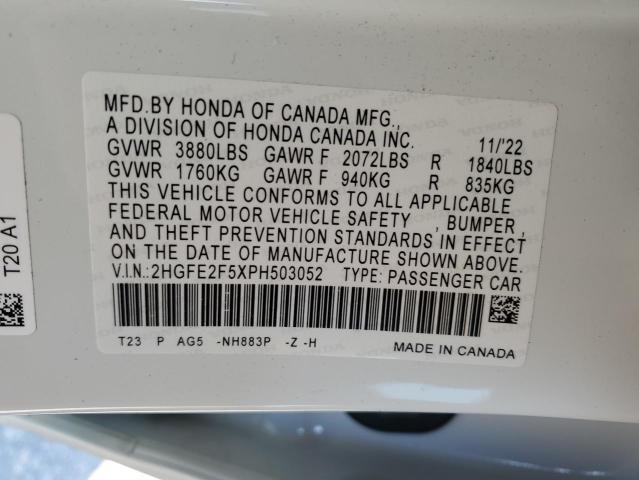 MFD.BY HONDA OF CANADA MFG.,
A DIVISION OF HONDA CANADA INC. 11/'22
GVWR 3880LBS GAWR F 2072LBS R 1840LBS
GVWR 1760KG GAWR F 940KG R 835KG
THIS VEHICLE CONFORMS TO ALL APPLICABLE
FEDERAL MOTOR VEHICLE SAFETY , BUMPER ,
AND THEFT PREVENTION STANDARDS IN EFFECT
ON THE DATE OF MANUFACTURE SHOWN ABOVE.
V.I.N.:2HGFE2F5XPH503052 TYPE: PASSENGER CAR
T23 P AG5 -NH883P -Z -H
MADE IN CANADA
T20 A1